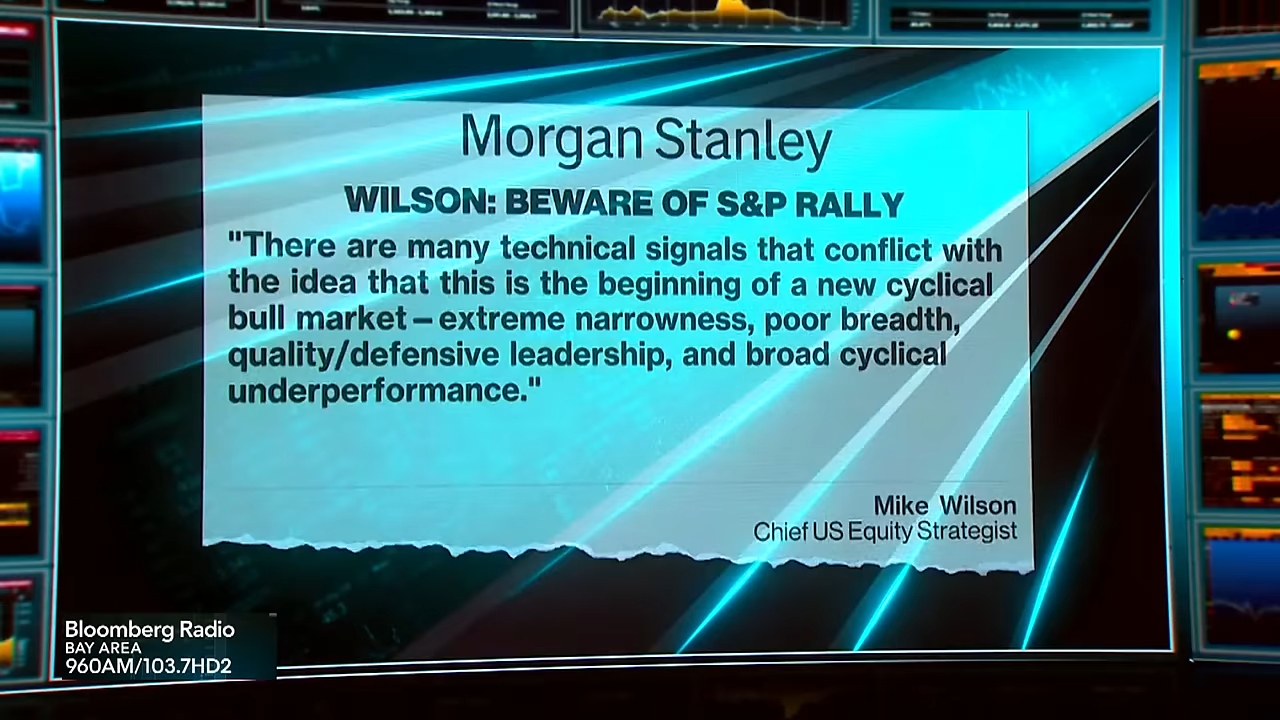 Morgan Stanley
WILSON: BEWARE OF S&P RALLY
"There are many technical signals that conflict with
the idea that this is the beginning of a new cyclical
bull market – extreme narrowness, poor breadth,
quality/defensive leadership, and broad cyclical
underperformance."
Mike Wilson
Chief US Equity Strategist
Bloomberg Radio
BAY AREA
960AM/103.7HD2